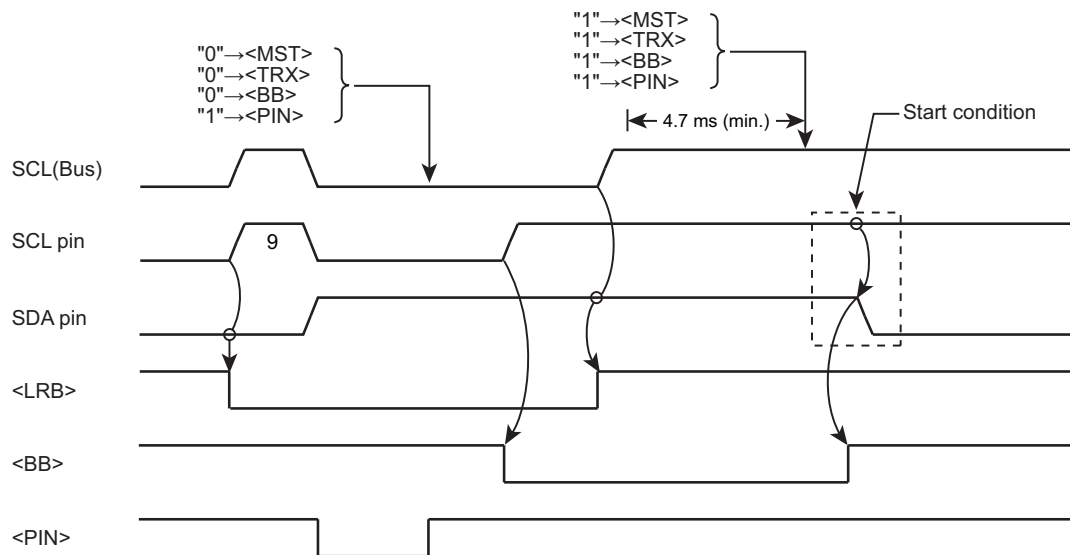 "0"→<MST>
"0"→<TRX>
"0"→<BB>
"1"→<PIN>
"1"→<MST>
"1"→<TRX>
"1"→<BB>
"1"→<PIN>
4.7 ms (min.)
Start condition
SCL(Bus)
SCL pin
9
SDA pin
<LRB>
<BB>
<PIN>